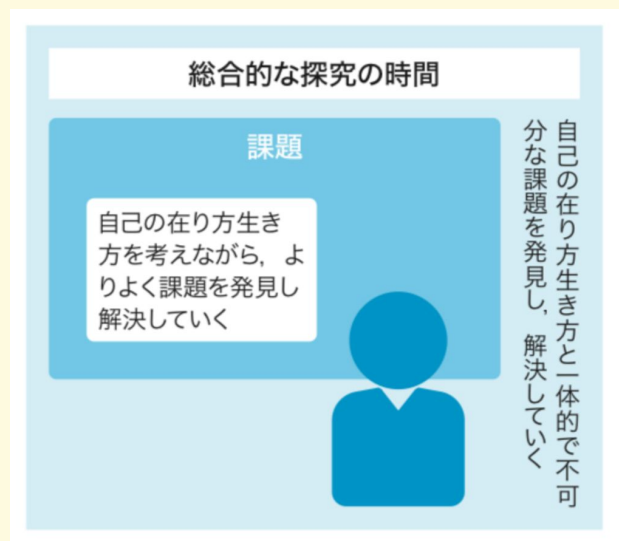 総合的な探究の時間
課題
自己の在り方生き
方を考えながら，よ
りよく課題を発見し
解決していく
自己の在り方生き方と一体的で不可
分な課題を発見し，解決していく